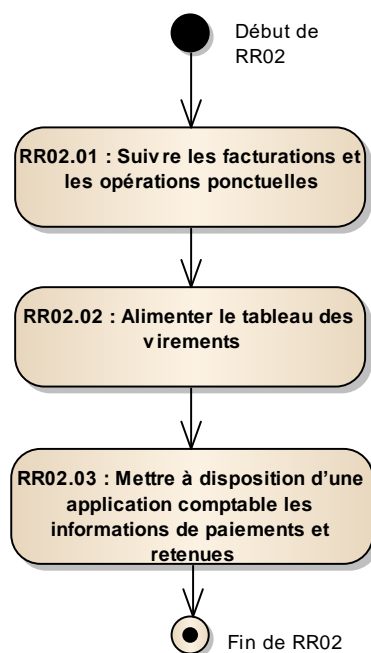 Début de
RR02
RR02.01 : Suivre les facturations et
les opérations ponctuelles
RR02.02 : Alimenter le tableau des
virements
RR02.03 : Mettre à disposition d’une
application comptable les
informations de paiements et
retenues
Fin de RR02